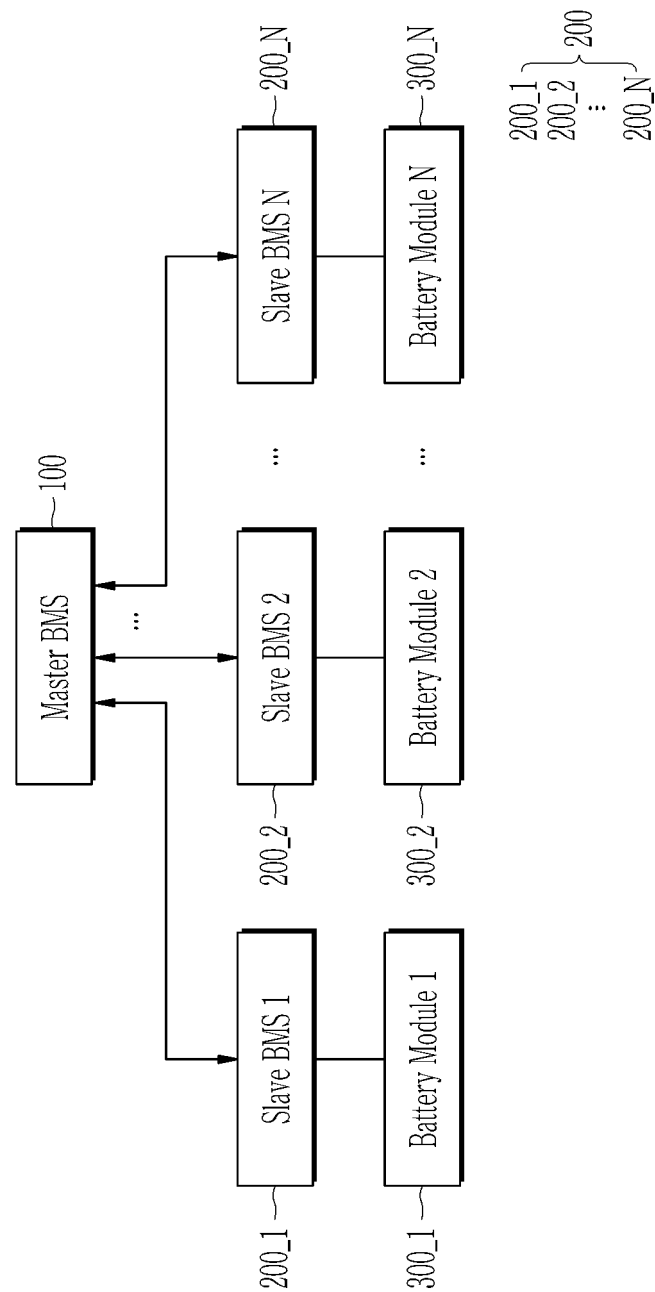 Master BMS
100
...
Slave BMS 1
200_1
Slave BMS 2
200_2
...
Slave BMS N
200_N
Battery Module 1
300_1
Battery Module 2
300_2
...
Battery Module N
300_N
200_1
200_2
⋮
200_N
200